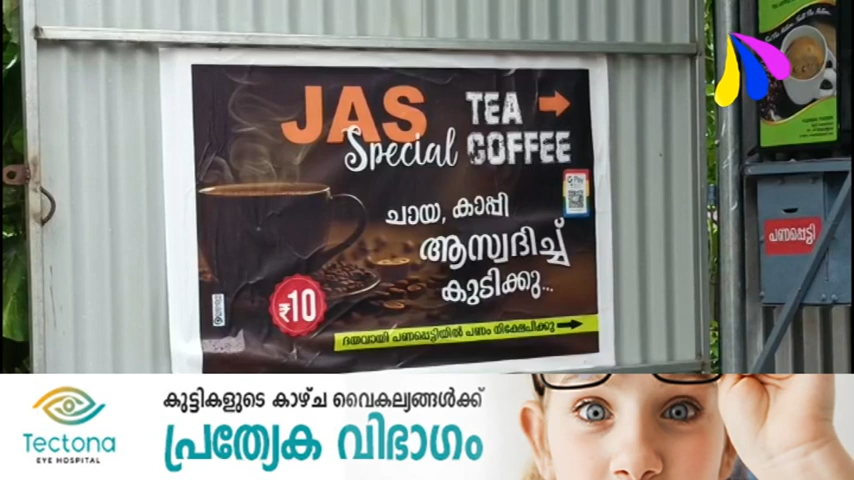 JAS
Special
TEA
COFFEE
G Pay
ചായ, കാപ്പി
ആസ്വദിച്ച്
കുടിക്കൂ...
₹10
ദയവായി പണപ്പെട്ടിയിൽ പണം നിക്ഷേപിക്കൂ
പണപ്പെട്ടി
Tectona
EYE HOSPITAL
കുട്ടികളുടെ കാഴ്ച വൈകല്യങ്ങൾക്ക്
പ്രത്യേക വിഭാഗം